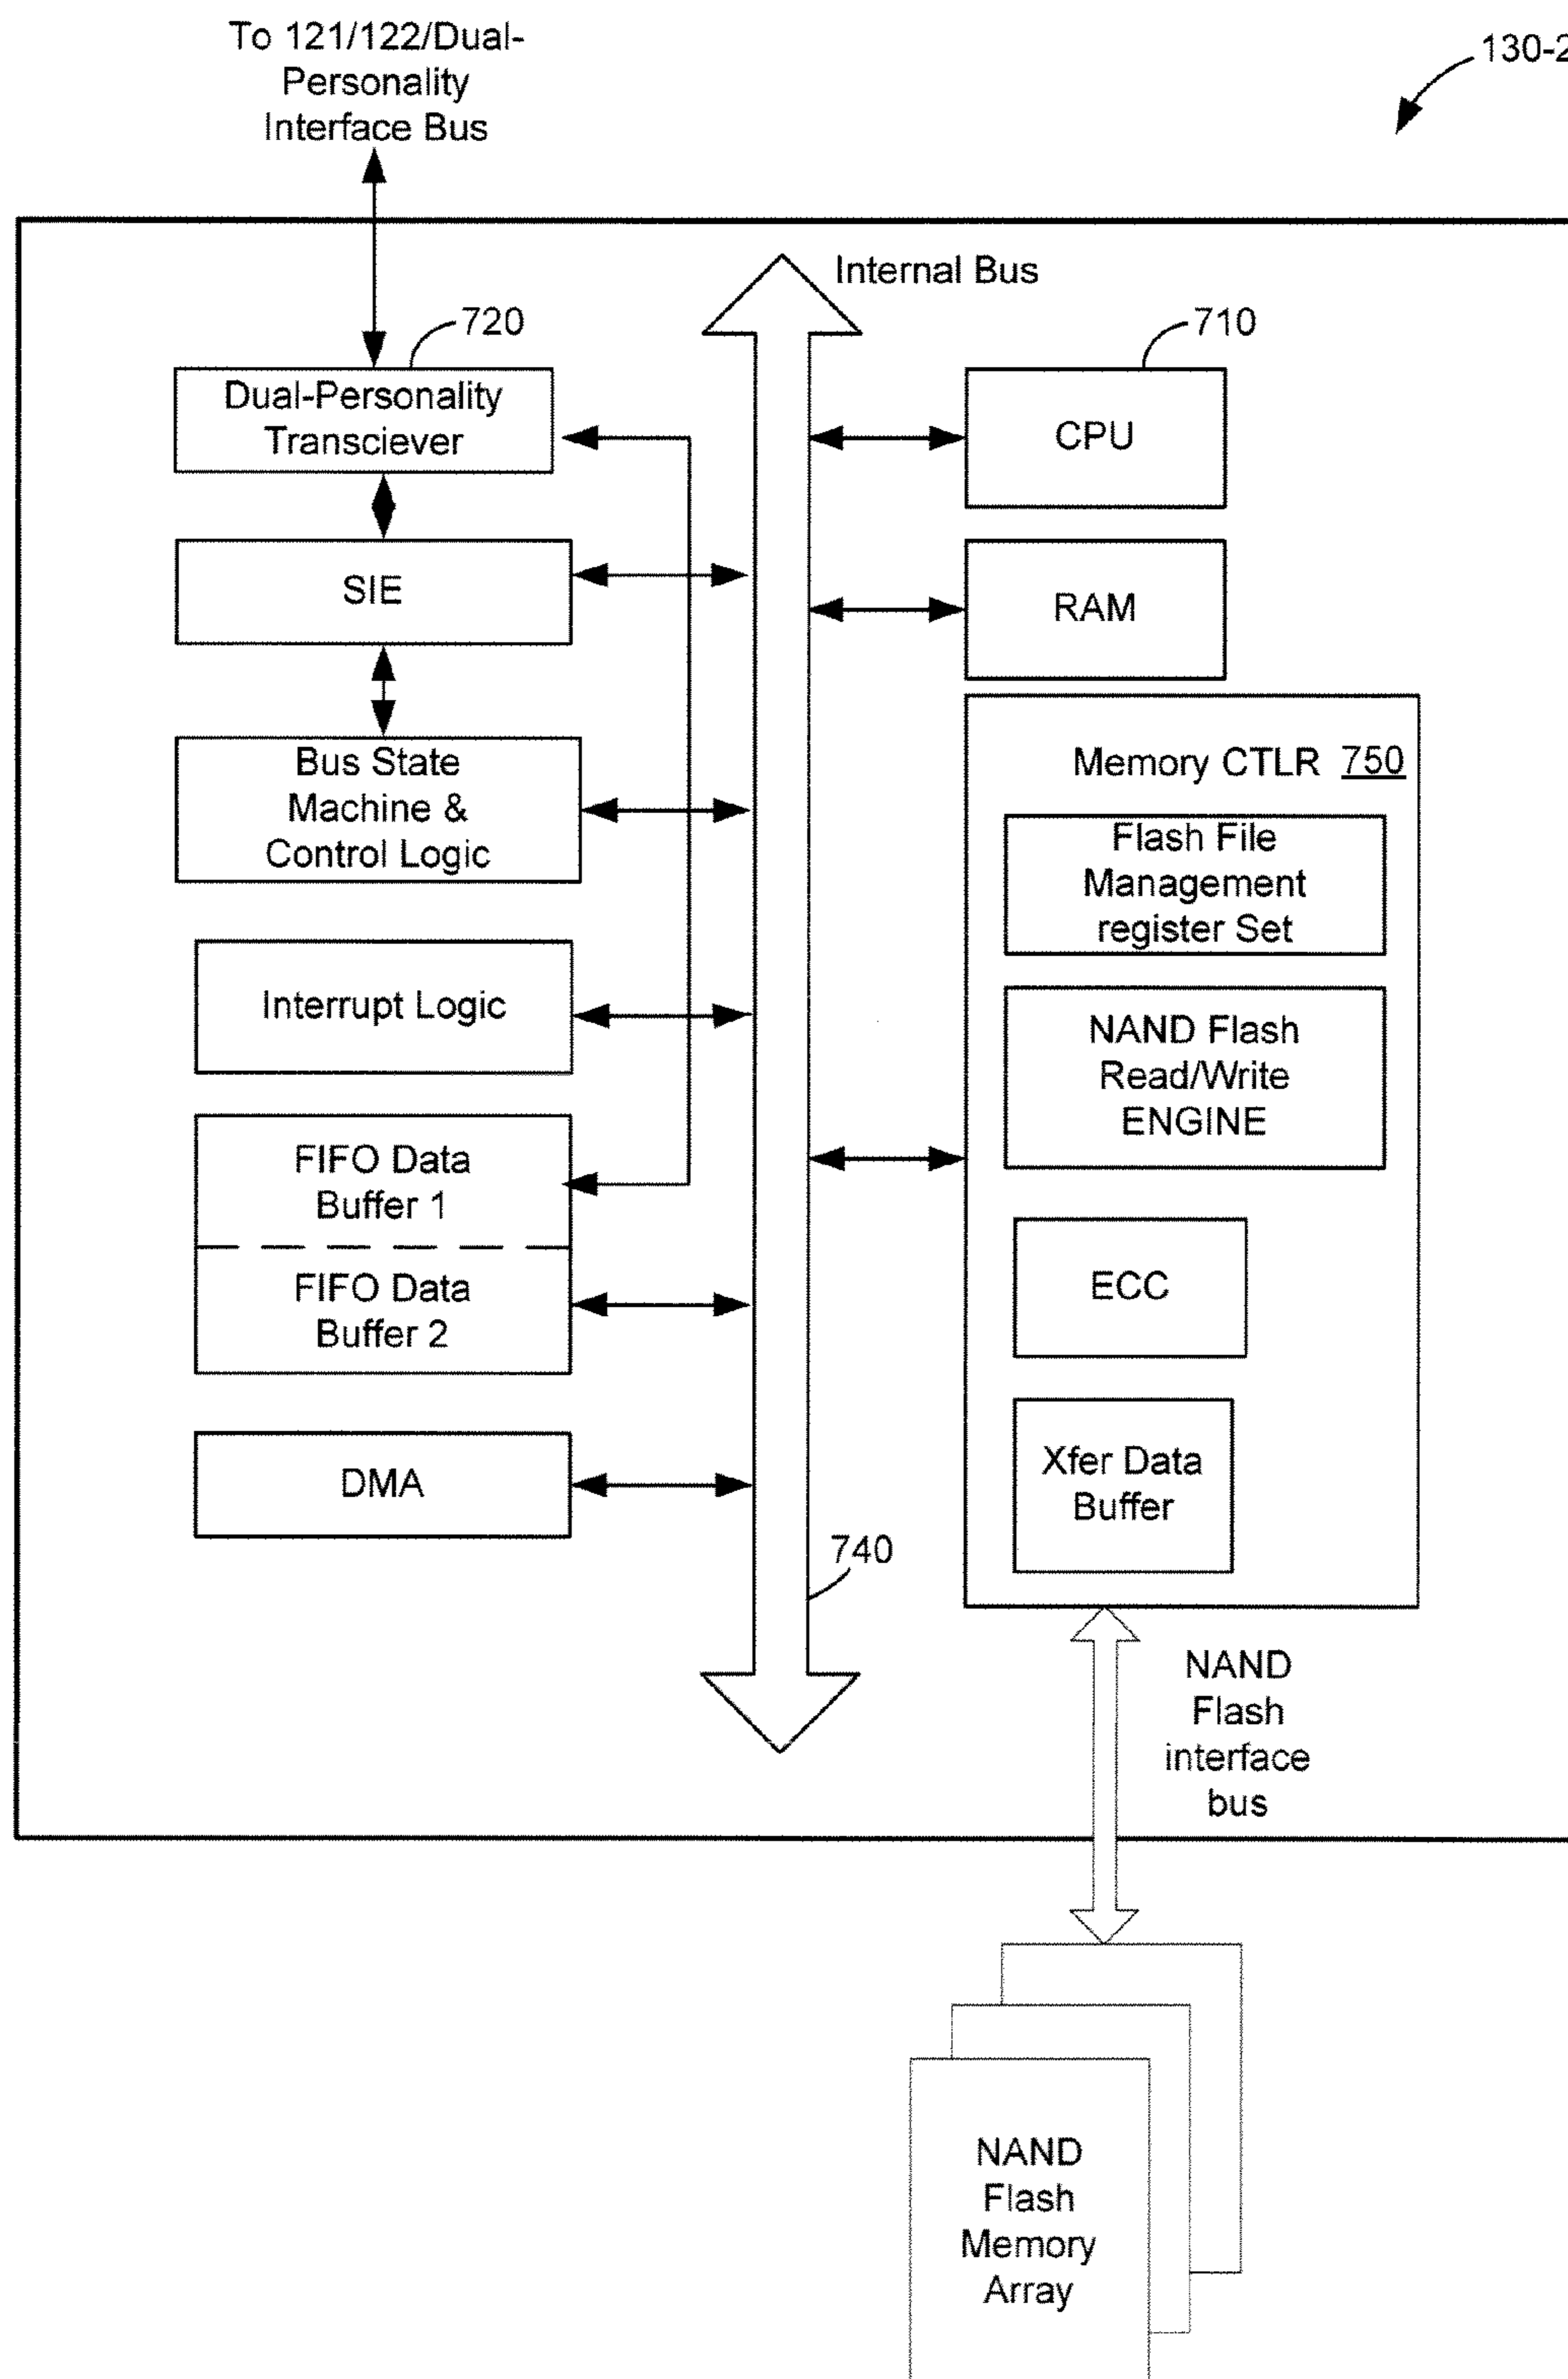 To 121/122/Dual-
Personality
Interface Bus
130-2
Internal Bus
720
710
Dual-Personality
Transciever
CPU
SIE
RAM
Bus State
Machine &
Control Logic
Memory CTLR 750
Flash File
Management
register Set
Interrupt Logic
NAND Flash
Read/Write
ENGINE
FIFO Data
Buffer 1
FIFO Data
Buffer 2
ECC
DMA
Xfer Data
Buffer
740
NAND
Flash
interface
bus
NAND
Flash
Memory
Array